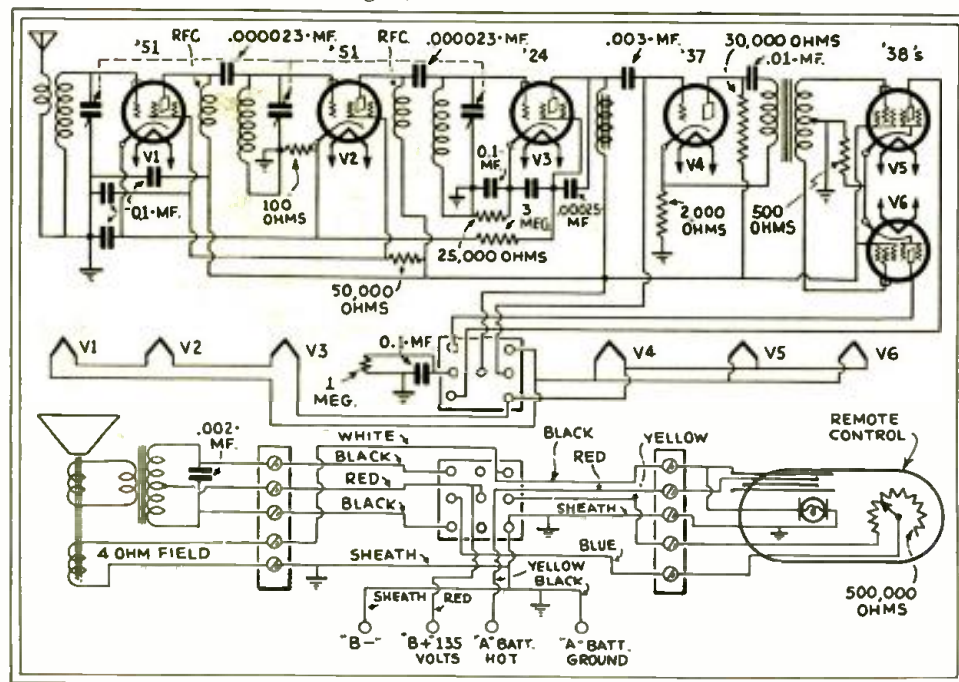 '51
RFC
.000023-MF.
'51
RFC.
.000023-MF.
'24
.003-MF.
'37
30,000 OHMS
.01-MF.
'38's
V1
V2
V3
V4
V5
V6
0.1-
MF.
0.1-MF.
100
OHMS
3
MEG.
.00025
MF
25,000 OHMS
2,000
OHMS
500
OHMS
50,000
OHMS
V1
V2
V3
0.1-MF
1
MEG.
V4
V5
V6
.002-
MF.
WHITE
BLACK
RED
BLACK
4 OHM FIELD
SHEATH
BLACK
RED
YELLOW
SHEATH
BLUE
REMOTE
CONTROL
500,000
OHMS
YELLOW
BLACK
SHEATH
RED
"B-"
"B+"135
VOLTS
"A" BATT.
HOT
"A" BATT.
GROUND